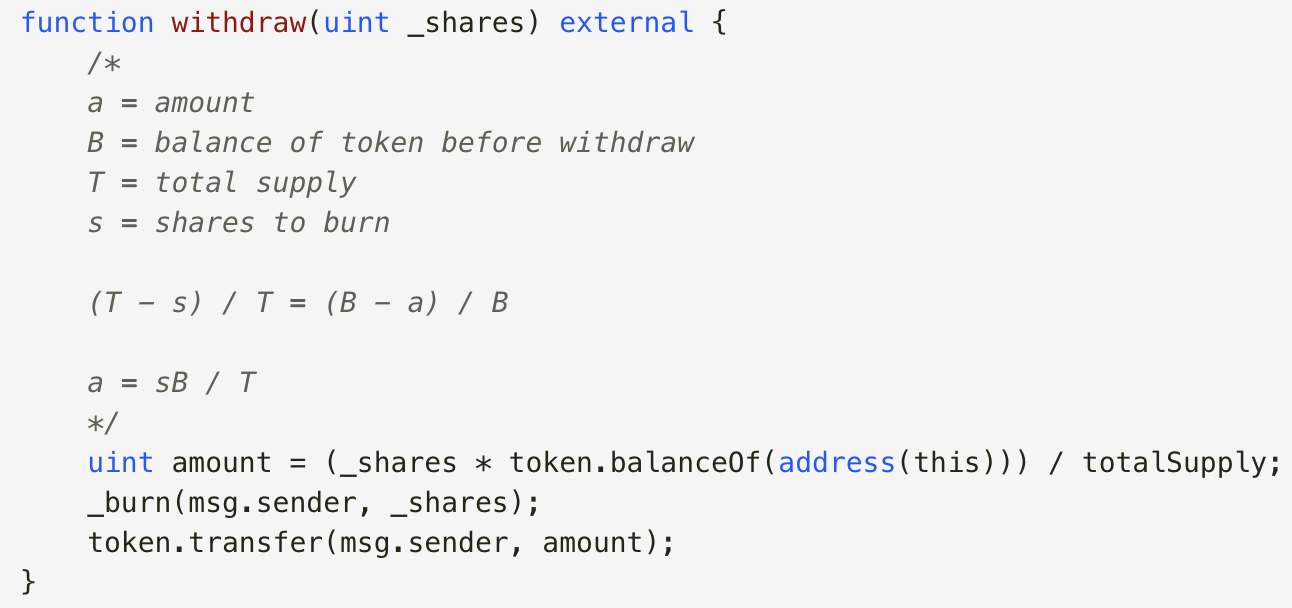 function withdraw(uint _shares) external {
/*
a = amount
B = balance of token before withdraw
T = total supply
s = shares to burn
(T − s) / T = (B − a) / B
a = sB / T
*/
uint amount = (_shares * token.balanceOf(address(this))) / totalSupply;
_burn(msg.sender, _shares);
token.transfer(msg.sender, amount);
}